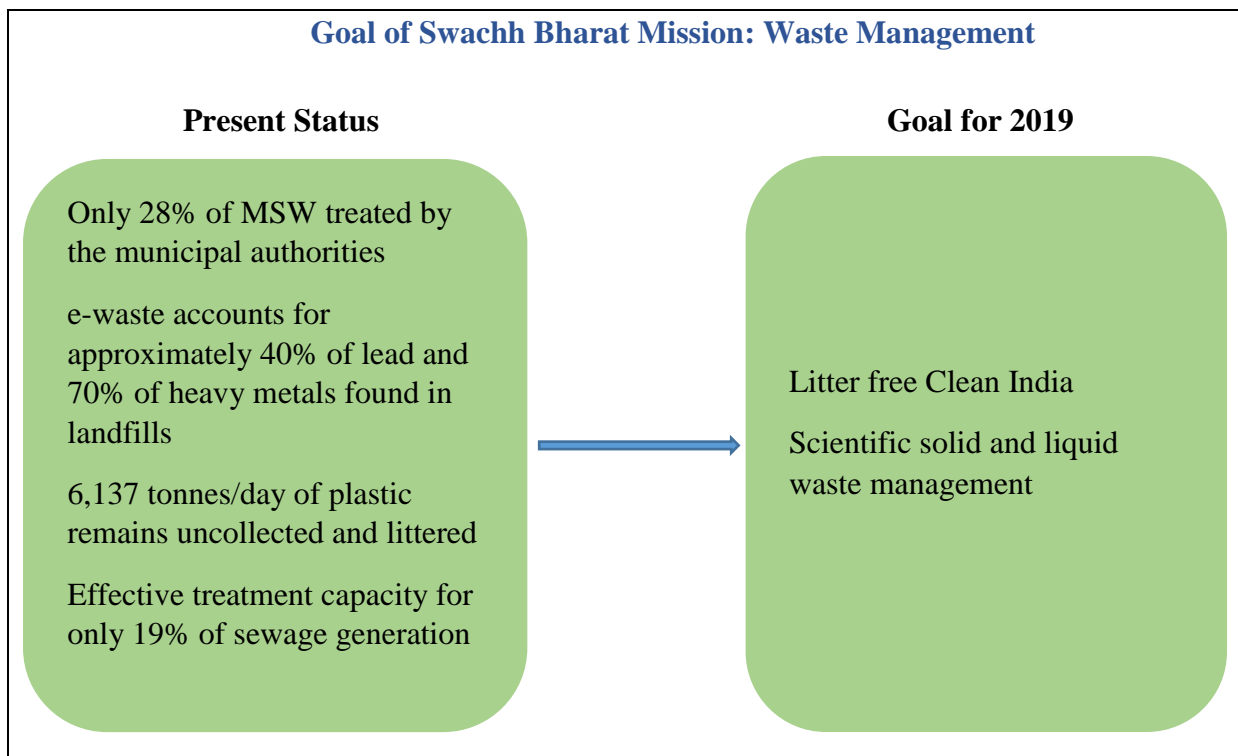 Goal of Swachh Bharat Mission: Waste Management
Present Status
Only 28% of MSW treated by
the municipal authorities
e-waste accounts for
approximately 40% of lead and
70% of heavy metals found in
landfills
6,137 tonnes/day of plastic
remains uncollected and littered
Effective treatment capacity for
only 19% of sewage generation
Goal for 2019
Litter free Clean India
Scientific solid and liquid
waste management